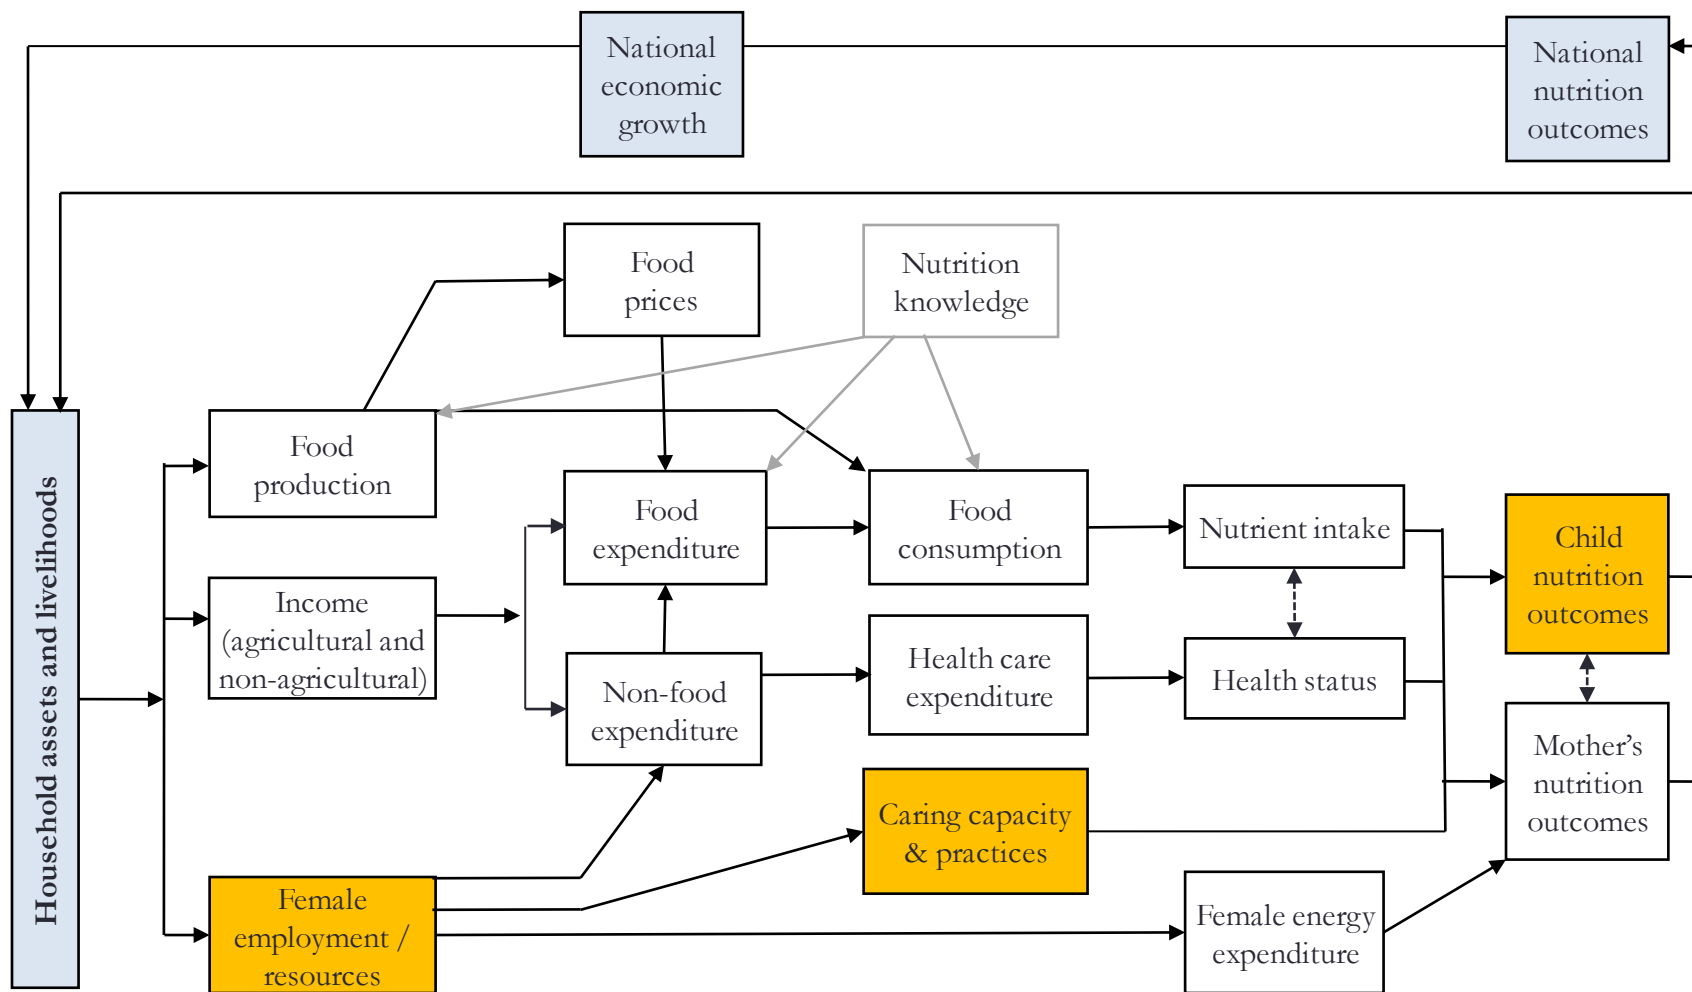 National
economic
growth
National
nutrition
outcomes
Food
prices
Nutrition
knowledge
Household assets and livelihoods
Food
production
Food
expenditure
Food
consumption
Nutrient intake
Child
nutrition
outcomes
Income
(agricultural and
non-agricultural)
Non-food
expenditure
Health care
expenditure
Health status
Mother’s
nutrition
outcomes
Caring capacity
& practices
Female
employment /
resources
Female energy
expenditure